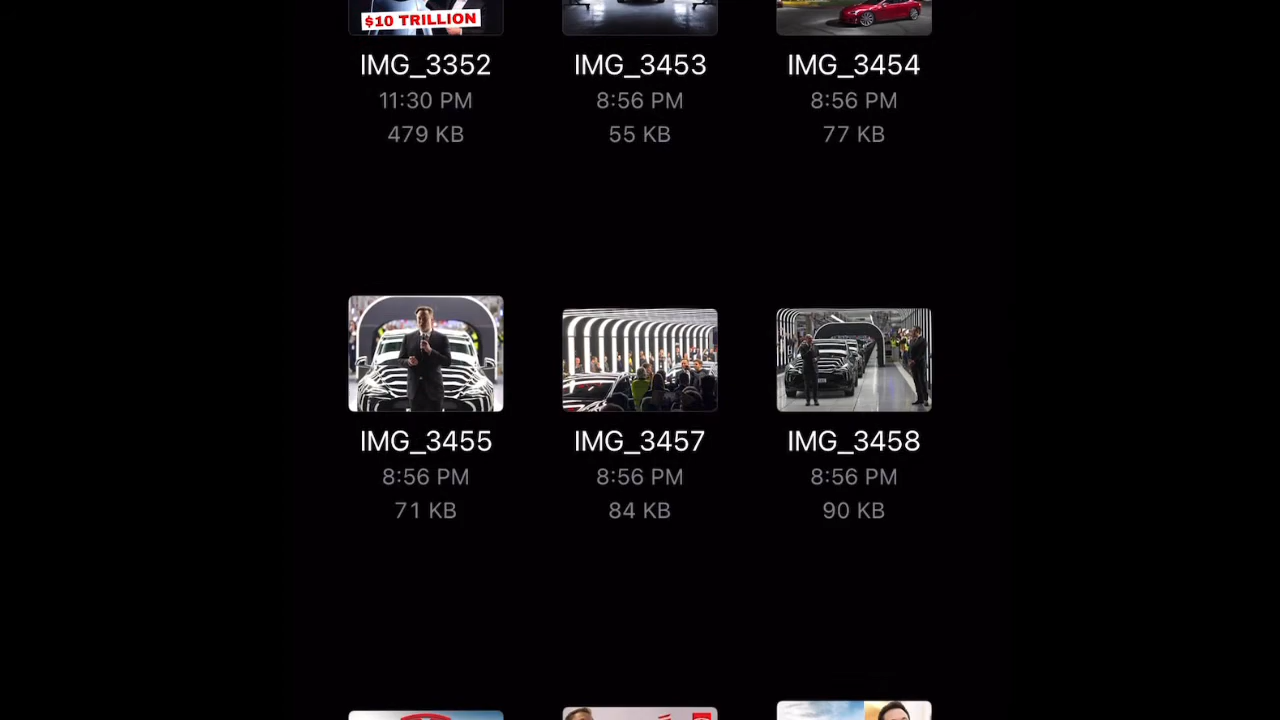 $10 TRILLION
IMG_3352
IMG_3453
IMG_3454
11:30 PM
8:56 PM
8:56 PM
479 KB
55 KB
77 KB
IMG_3455
IMG_3457
IMG_3458
8:56 PM
8:56 PM
8:56 PM
71 KB
84 KB
90 KB